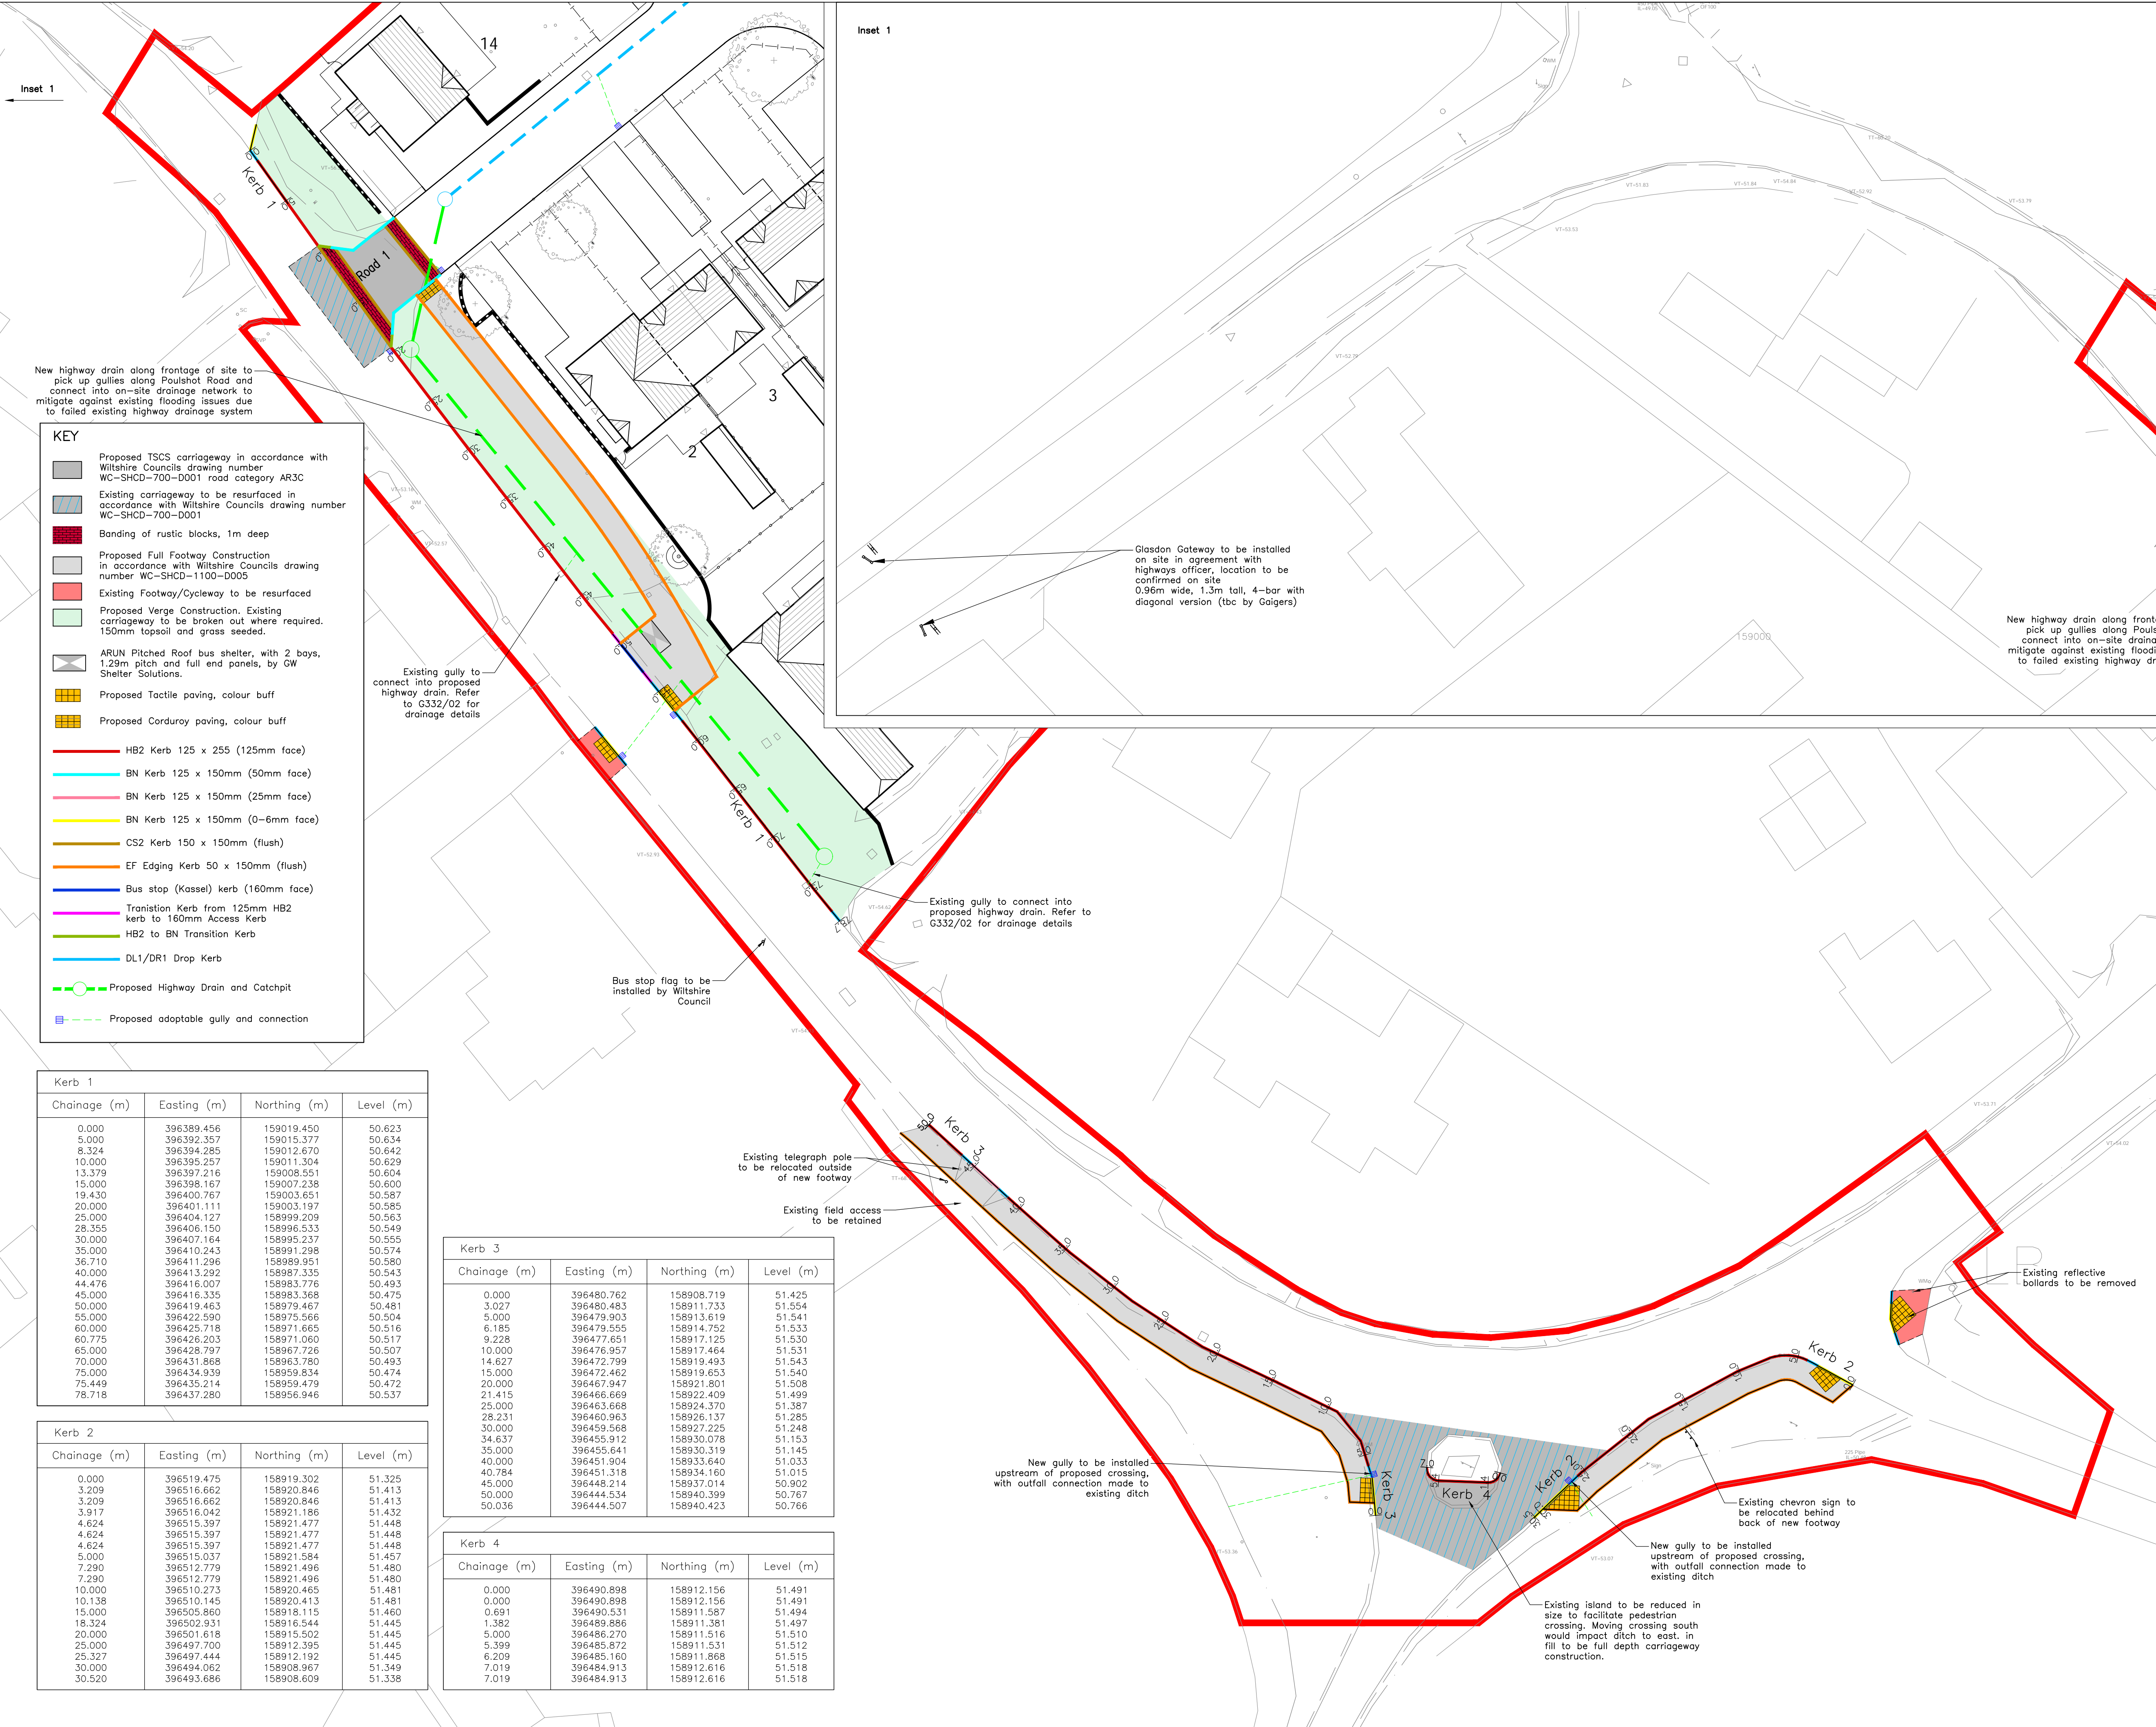 Inset 1
Inset 1
14
3
2
Kerb 1
Road 1
New highway drain along frontage of site to
pick up gullies along Poulshot Road and
connect into on-site drainage network to
mitigate against existing flooding issues due
to failed existing highway drainage system
KEY
Proposed TSCS carriageway in accordance with
Wiltshire Councils drawing number
WC-SHCD-700-D001 road category AR3C
Existing carriageway to be resurfaced in
accordance with Wiltshire Councils drawing number
WC-SHCD-700-D001
Banding of rustic blocks, 1m deep
Proposed Full Footway Construction
in accordance with Wiltshire Councils drawing
number WC-SHCD-1100-D005
Existing Footway/Cycleway to be resurfaced
Proposed Verge Construction. Existing
carriageway to be broken out where required.
150mm topsoil and grass seeded.
ARUN Pitched Roof bus shelter, with 2 bays,
1.29m pitch and full end panels, by GW
Shelter Solutions.
Proposed Tactile paving, colour buff
Proposed Corduroy paving, colour buff
HB2 Kerb 125 x 255 (125mm face)
BN Kerb 125 x 150mm (50mm face)
BN Kerb 125 x 150mm (25mm face)
BN Kerb 125 x 150mm (0-6mm face)
CS2 Kerb 150 x 150mm (flush)
EF Edging Kerb 50 x 150mm (flush)
Bus stop (Kassel) kerb (160mm face)
Tranistion Kerb from 125mm HB2
kerb to 160mm Access Kerb
HB2 to BN Transition Kerb
DL1/DR1 Drop Kerb
Proposed Highway Drain and Catchpit
Proposed adoptable gully and connection
Existing gully to
connect into proposed
highway drain. Refer
to G332/02 for
drainage details
Kerb 1
Existing gully to connect into
proposed highway drain. Refer to
G332/02 for drainage details
Bus stop flag to be
installed by Wiltshire
Council
Glasdon Gateway to be installed
on site in agreement with
highways officer, location to be
confirmed on site
0.96m wide, 1.3m tall, 4-bar with
diagonal version (tbc by Gaigers)
159000
New highway drain along front
pick up gullies along Pouls
connect into on-site draina
mitigate against existing floodi
to failed existing highway dr
Kerb 1
Chainage (m) Easting (m) Northing (m) Level (m)
0.000 396389.456 159019.450 50.623
5.000 396392.357 159015.377 50.634
8.324 396394.285 159012.670 50.642
10.000 396395.257 159011.304 50.629
13.379 396397.216 159008.551 50.604
15.000 396398.167 159007.238 50.600
19.430 396400.767 159003.651 50.587
20.000 396401.111 159003.197 50.585
25.000 396404.127 158999.209 50.563
28.355 396406.150 158996.533 50.549
30.000 396407.164 158995.237 50.555
35.000 396410.243 158991.298 50.574
36.710 396411.296 158989.951 50.580
40.000 396413.292 158987.335 50.543
44.476 396416.007 158983.776 50.493
45.000 396416.335 158983.368 50.475
50.000 396419.463 158979.467 50.481
55.000 396422.590 158975.566 50.504
60.000 396425.718 158971.665 50.516
60.775 396426.203 158971.060 50.517
65.000 396428.797 158967.726 50.507
70.000 396431.868 158963.780 50.493
75.000 396434.939 158959.834 50.474
75.449 396435.214 158959.479 50.472
78.718 396437.280 158956.946 50.537
Kerb 2
Chainage (m) Easting (m) Northing (m) Level (m)
0.000 396519.475 158919.302 51.325
3.209 396516.662 158920.846 51.413
3.209 396516.662 158920.846 51.413
3.917 396516.042 158921.186 51.432
4.624 396515.397 158921.477 51.448
4.624 396515.397 158921.477 51.448
4.624 396515.397 158921.477 51.448
5.000 396515.037 158921.584 51.457
7.290 396512.779 158921.496 51.480
7.290 396512.779 158921.496 51.480
10.000 396510.273 158920.465 51.481
10.138 396510.145 158920.413 51.481
15.000 396505.860 158918.115 51.460
18.324 396502.931 158916.544 51.445
20.000 396501.618 158915.502 51.445
25.000 396497.700 158912.395 51.445
25.327 396497.444 158912.192 51.445
30.000 396494.062 158908.967 51.349
30.520 396493.686 158908.609 51.338
Kerb 3
Chainage (m) Easting (m) Northing (m) Level (m)
0.000 396480.762 158908.719 51.425
3.027 396480.483 158911.733 51.554
5.000 396479.903 158913.619 51.541
6.185 396479.555 158914.752 51.533
9.228 396477.651 158917.125 51.530
10.000 396476.957 158917.464 51.531
14.627 396472.799 158919.493 51.543
15.000 396472.462 158919.653 51.540
20.000 396467.947 158921.801 51.508
21.415 396466.669 158922.409 51.499
25.000 396463.668 158924.370 51.387
28.231 396460.963 158926.137 51.285
30.000 396459.568 158927.225 51.248
34.637 396455.912 158930.078 51.153
35.000 396455.641 158930.319 51.145
40.000 396451.904 158933.640 51.033
40.784 396451.318 158934.160 51.015
45.000 396448.214 158937.014 50.902
50.000 396444.534 158940.399 50.767
50.036 396444.507 158940.423 50.766
Kerb 4
Chainage (m) Easting (m) Northing (m) Level (m)
0.000 396490.898 158912.156 51.491
0.000 396490.898 158912.156 51.491
0.691 396490.531 158911.587 51.494
1.382 396489.886 158911.381 51.497
5.000 396486.270 158911.516 51.510
5.399 396485.872 158911.531 51.512
6.209 396485.160 158911.868 51.515
7.019 396484.913 158912.616 51.518
7.019 396484.913 158912.616 51.518
Kerb 3
Existing telegraph pole
to be relocated outside
of new footway
Existing field access
to be retained
New gully to be installed
upstream of proposed crossing,
with outfall connection made to
existing ditch
Kerb 3
Kerb 4
Kerb 2
Kerb 2
Existing reflective
bollards to be removed
Existing chevron sign to
be relocated behind
back of new footway
New gully to be installed
upstream of proposed crossing,
with outfall connection made to
existing ditch
Existing island to be reduced in
size to facilitate pedestrian
crossing. Moving crossing south
would impact ditch to east. in
fill to be full depth carriageway
construction.